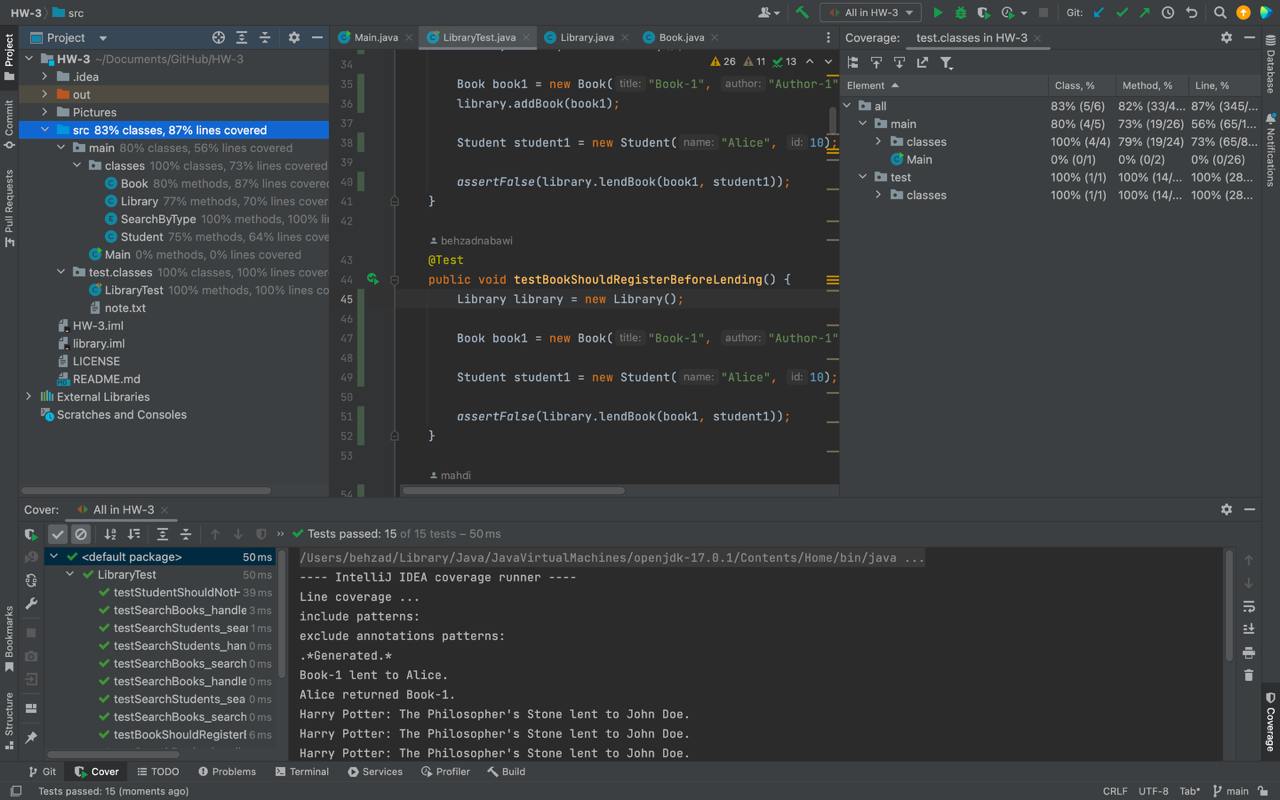 HW-3 src
All in HW-3
Git:
Project
HW-3 ~/Documents/GitHub/HW-3
.idea
out
Pictures
src 83% classes, 87% lines covered
main 80% classes, 56% lines covered
classes 100% classes, 73% lines covered
Book 80% methods, 87% lines covered
Library 77% methods, 70% lines covere
SearchByType 100% methods, 100% li
Student 75% methods, 64% lines cove
Main 0% methods, 0% lines covered
test.classes 100% classes, 100% lines cover
LibraryTest 100% methods, 100% lines co
note.txt
HW-3.iml
library.iml
LICENSE
README.md
External Libraries
Scratches and Consoles
Project
Commit
Pull Requests
Bookmarks
Structure
Main.java
LibraryTest.java
Library.java
Book.java
26 11 13
34
35 Book book1 = new Book( title: "Book-1", author: "Author-1"
36 library.addBook(book1);
37
38 Student student1 = new Student( name: "Alice", id: 10);
39
40 assertFalse(library.lendBook(book1, student1));
41 }
42
behzadnabawi
43 @Test
44 public void testBookShouldRegisterBeforeLending() {
45 Library library = new Library();
46
47 Book book1 = new Book( title: "Book-1", author: "Author-1"
48
49 Student student1 = new Student( name: "Alice", id: 10);
50
51 assertFalse(library.lendBook(book1, student1));
52 }
53
mahdi
54
Coverage: test.classes in HW-3
Element Class, % Method, % Line, %
all 83% (5/6) 82% (33/4... 87% (345/...
main 80% (4/5) 73% (19/26) 56% (65/1...
classes 100% (4/4) 79% (19/24) 73% (65/8...
Main 0% (0/1) 0% (0/2) 0% (0/26)
test 100% (1/1) 100% (14/... 100% (28...
classes 100% (1/1) 100% (14/... 100% (28...
Database
Notifications
Coverage
Cover: All in HW-3
Tests passed: 15 of 15 tests – 50 ms
<default package> 50 ms
LibraryTest 50 ms
testStudentShouldNotH 39 ms
testSearchBooks_handle 3 ms
testSearchStudents_sear 1 ms
testSearchStudents_han 0 ms
testSearchBooks_search 0 ms
testSearchBooks_handle 0 ms
testSearchStudents_sea 0 ms
testSearchBooks_search 0 ms
testBookShouldRegisterE 6 ms
/Users/behzad/Library/Java/JavaVirtualMachines/openjdk-17.0.1/Contents/Home/bin/java ...
---- IntelliJ IDEA coverage runner ----
Line coverage ...
include patterns:
exclude annotations patterns:
.*Generated.*
Book-1 lent to Alice.
Alice returned Book-1.
Harry Potter: The Philosopher's Stone lent to John Doe.
Harry Potter: The Philosopher's Stone lent to John Doe.
Harry Potter: The Philosopher's Stone lent to John Doe.
Git Cover TODO Problems Terminal Services Profiler Build
Tests passed: 15 (moments ago)
CRLF UTF-8 Tab* main